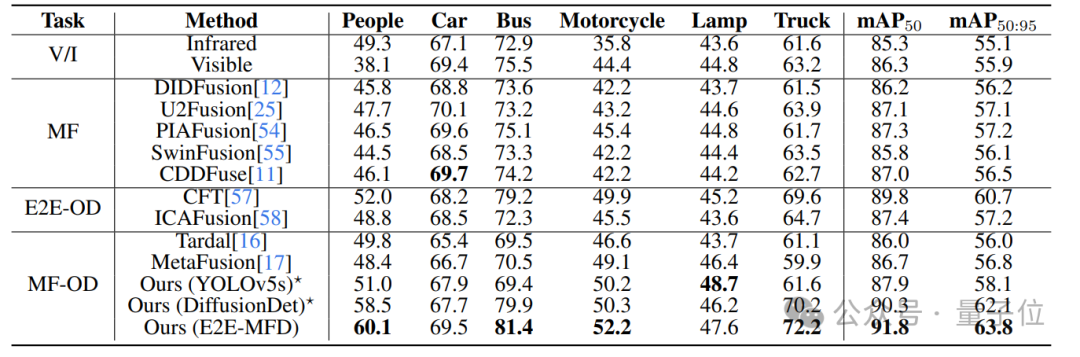 Task Method People Car Bus Motorcycle Lamp Truck mAP50 mAP50:95
V/I Infrared 49.3 67.1 72.9 35.8 43.6 61.6 85.3 55.1
Visible 38.1 69.4 75.5 44.4 44.8 63.2 86.3 55.9
MF DIDFusion[12] 45.8 68.8 73.6 42.2 43.7 61.5 86.2 56.2
U2Fusion[25] 47.7 70.1 73.2 43.2 44.6 63.9 87.1 57.1
PIAFusion[54] 46.5 69.6 75.1 45.4 44.8 61.7 87.3 57.2
SwinFusion[55] 44.5 68.5 73.3 42.2 44.4 63.5 85.8 56.1
CDDFuse[11] 46.1 69.7 74.2 42.2 44.2 62.7 87.0 56.5
E2E-OD CFT[57] 52.0 68.2 79.2 49.9 45.2 69.6 89.8 60.7
ICAFusion[58] 48.8 68.5 72.3 45.5 43.6 64.7 87.4 57.2
MF-OD Tardal[16] 49.8 65.4 69.5 46.6 43.7 61.1 86.0 56.0
MetaFusion[17] 48.4 66.7 70.5 49.1 46.4 59.9 86.7 56.8
Ours (YOLOv5s)⋆ 51.0 67.9 69.4 50.2 48.7 61.6 87.9 58.1
Ours (DiffusionDet)⋆ 58.5 67.7 79.9 50.3 46.2 70.2 90.3 62.1
Ours (E2E-MFD) 60.1 69.5 81.4 52.2 47.6 72.2 91.8 63.8
公众号 · 量子位